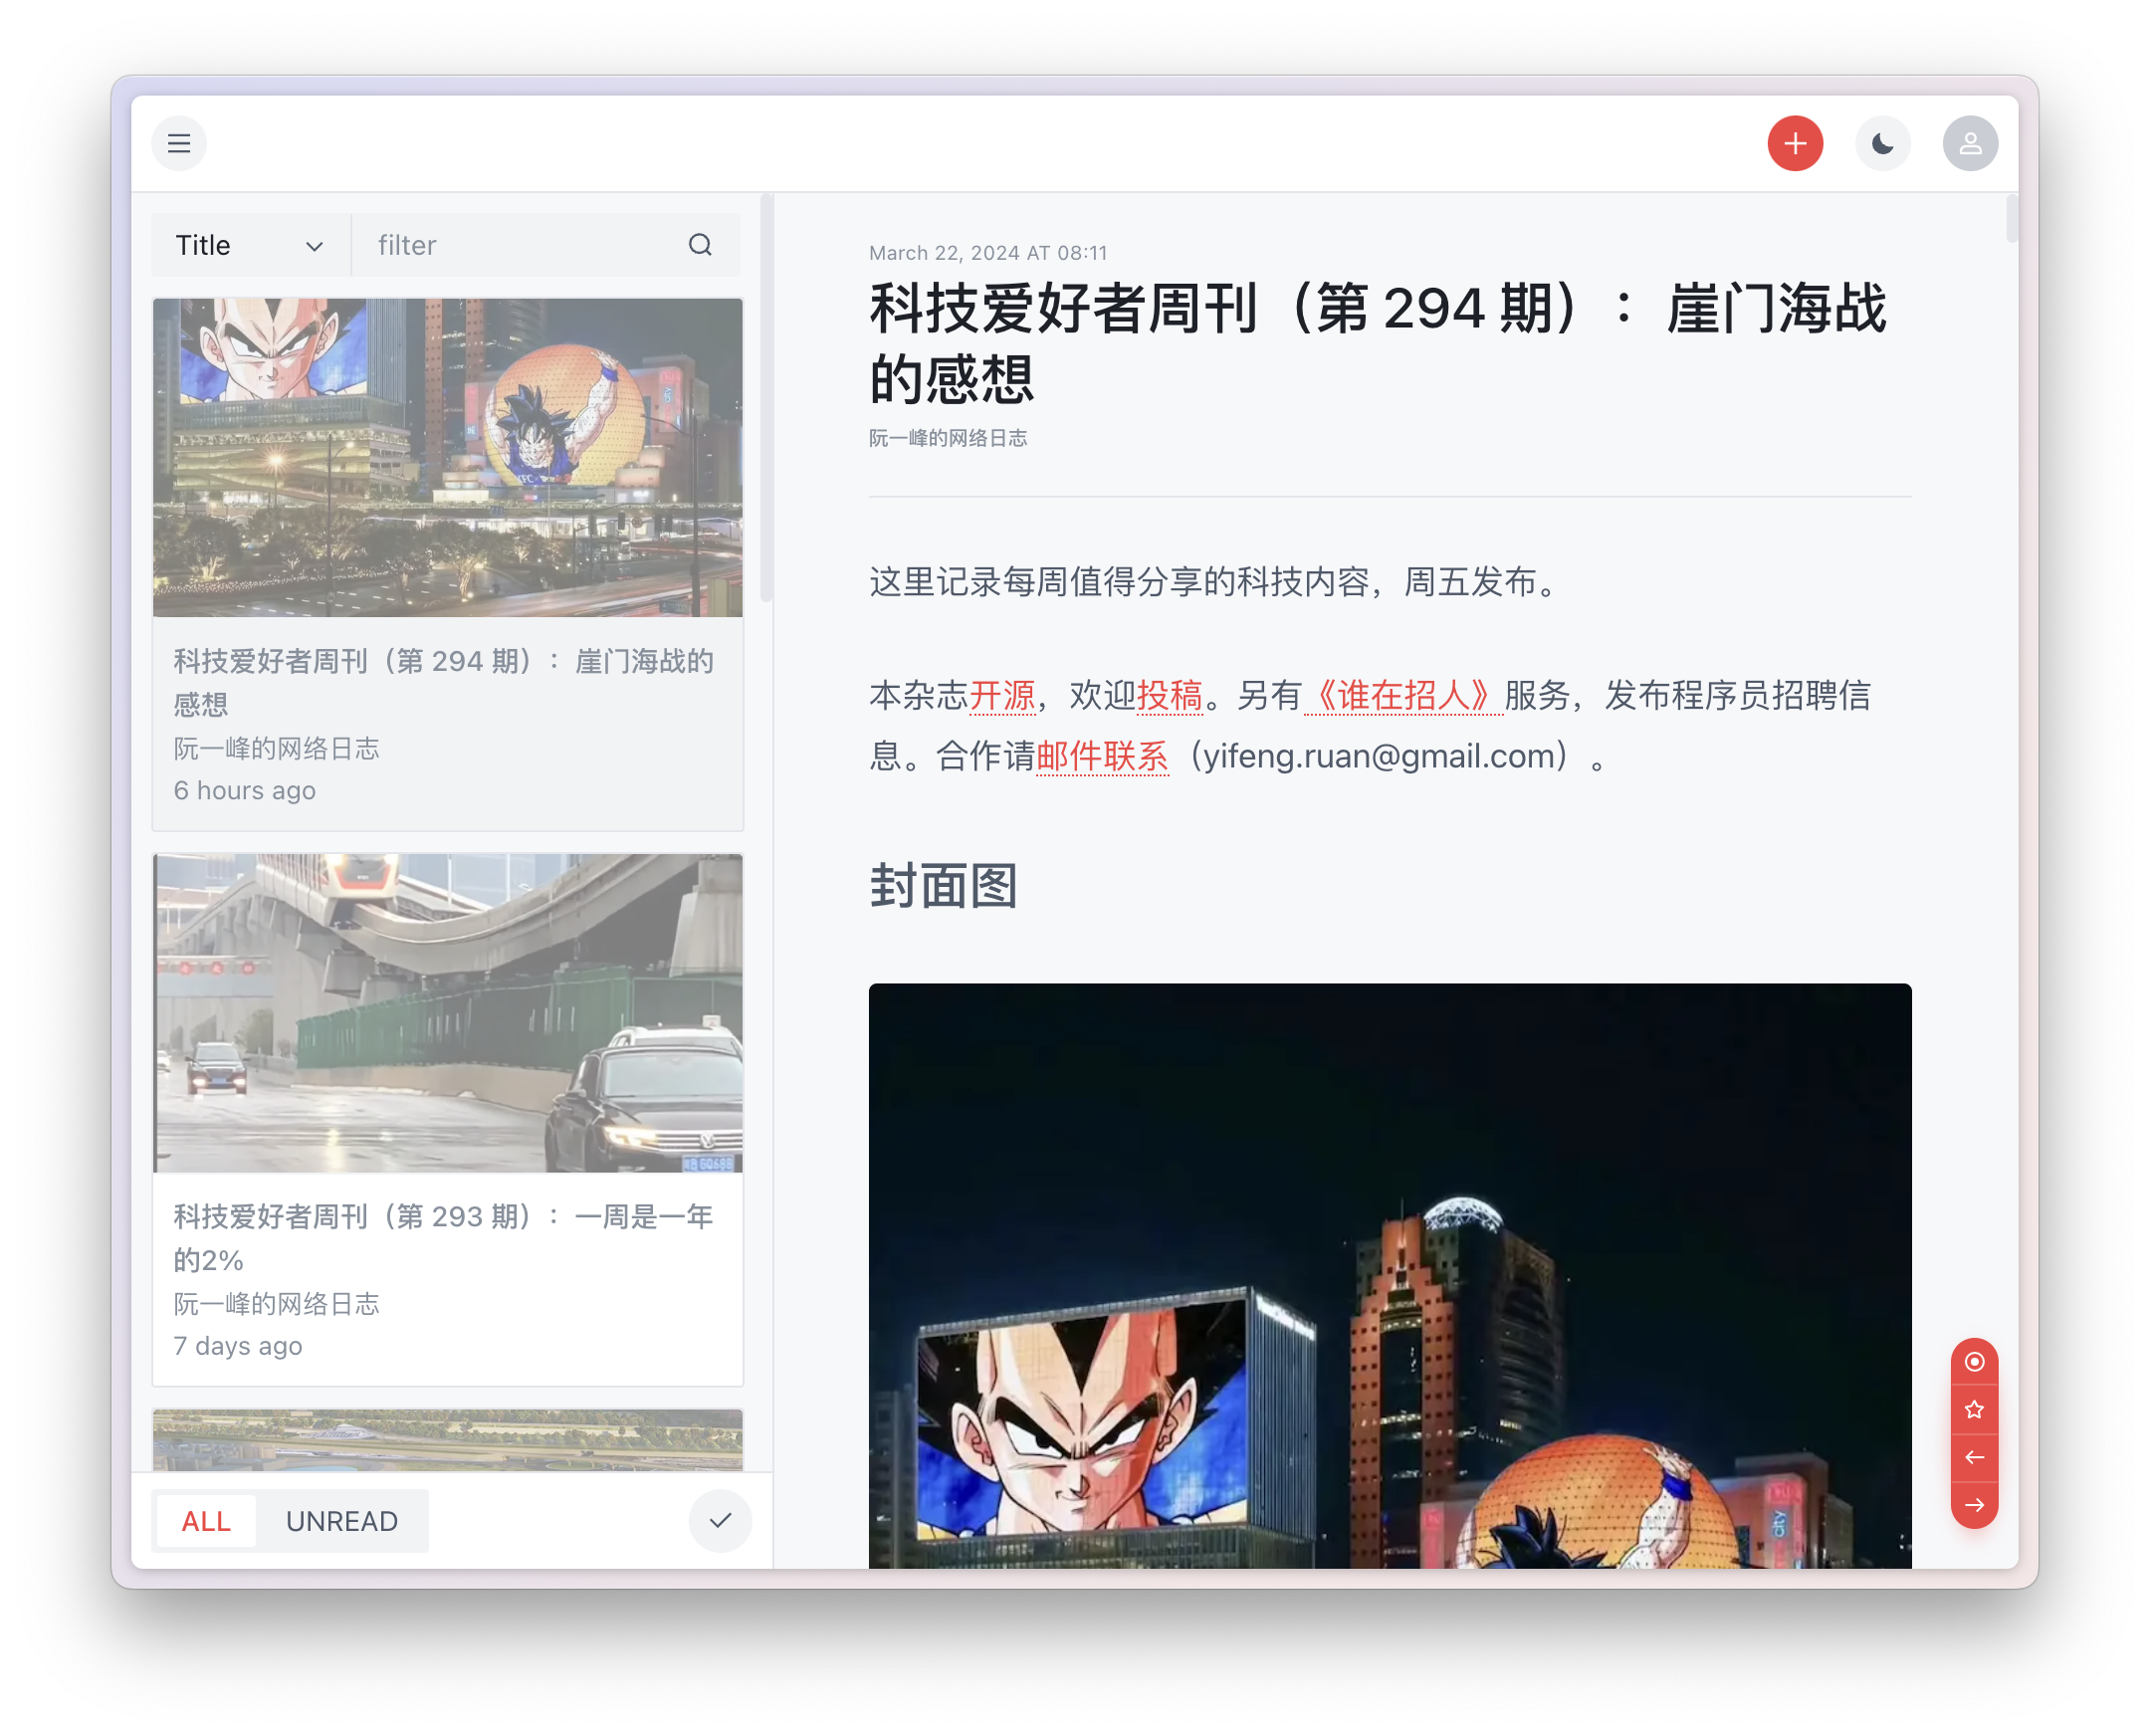 Title
filter
科技爱好者周刊（第 294 期）：崖门海战的
感想
阮一峰的网络日志
6 hours ago
科技爱好者周刊（第 293 期）：一周是一年
的2%
阮一峰的网络日志
7 days ago
ALL
UNREAD
March 22, 2024 AT 08:11
科技爱好者周刊（第 294 期）：崖门海战
的感想
阮一峰的网络日志
这里记录每周值得分享的科技内容，周五发布。
本杂志开源，欢迎投稿。另有《谁在招人》服务，发布程序员招聘信
息。合作请邮件联系（yifeng.ruan@gmail.com）。
封面图
city